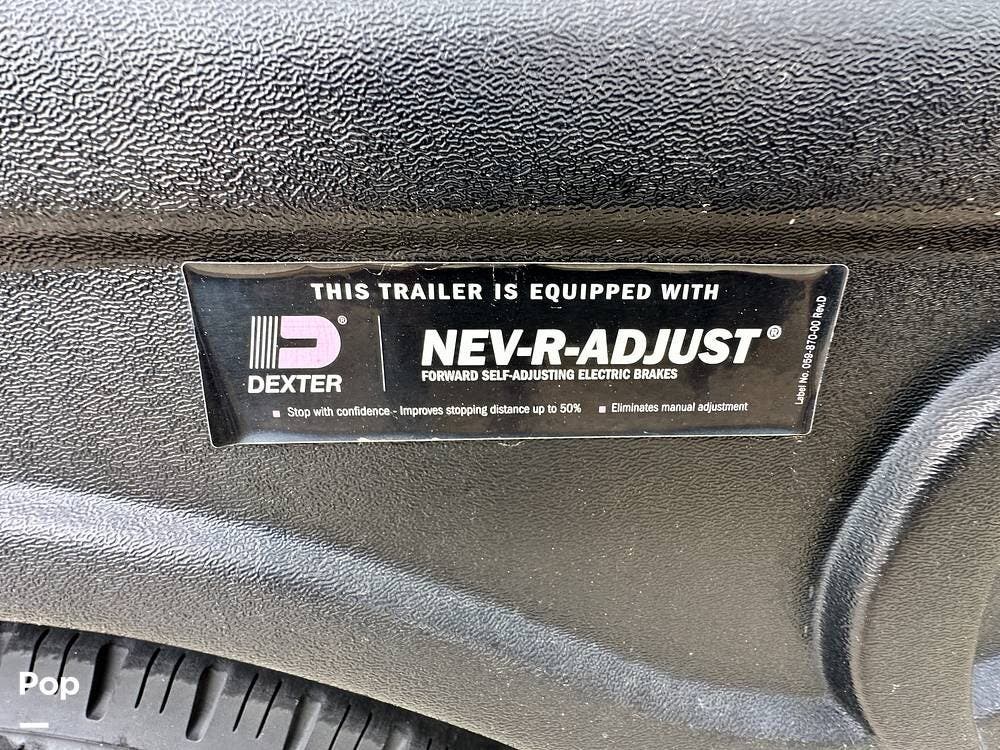 THIS TRAILER IS EQUIPPED WITH
D®
DEXTER
NEV-R-ADJUST®
FORWARD SELF-ADJUSTING ELECTRIC BRAKES
■ Stop with confidence - Improves stopping distance up to 50% ■ Eliminates manual adjustment
Label No. 059-870-00 Rev.D
Pop